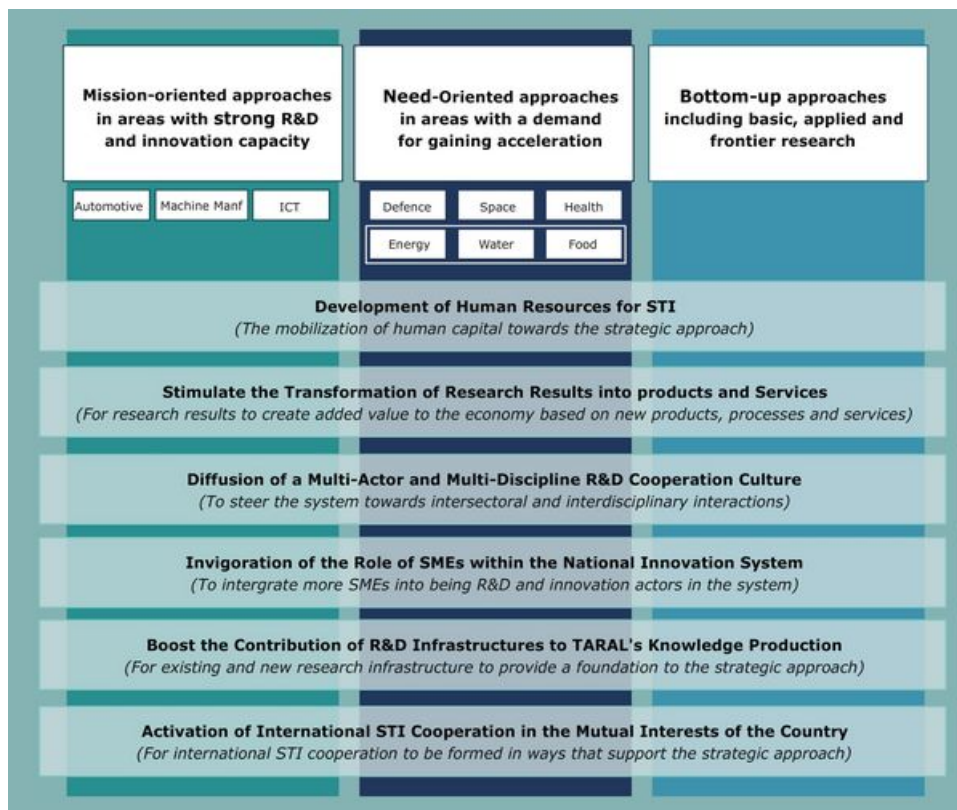 Mission-oriented approaches
in areas with strong R&D
and innovation capacity
Need-Oriented approaches
in areas with a demand
for gaining acceleration
Bottom-up approaches
including basic, applied and
frontier research
Automotive
Machine Manf
ICT
Defence
Space
Health
Energy
Water
Food
Development of Human Resources for STI
(The mobilization of human capital towards the strategic approach)
Stimulate the Transformation of Research Results into products and Services
(For research results to create added value to the economy based on new products, processes and services)
Diffusion of a Multi-Actor and Multi-Discipline R&D Cooperation Culture
(To steer the system towards intersectoral and interdisciplinary interactions)
Invigoration of the Role of SMEs within the National Innovation System
(To intergrate more SMEs into being R&D and innovation actors in the system)
Boost the Contribution of R&D Infrastructures to TARAL's Knowledge Production
(For existing and new research infrastructure to provide a foundation to the strategic approach)
Activation of International STI Cooperation in the Mutual Interests of the Country
(For international STI cooperation to be formed in ways that support the strategic approach)